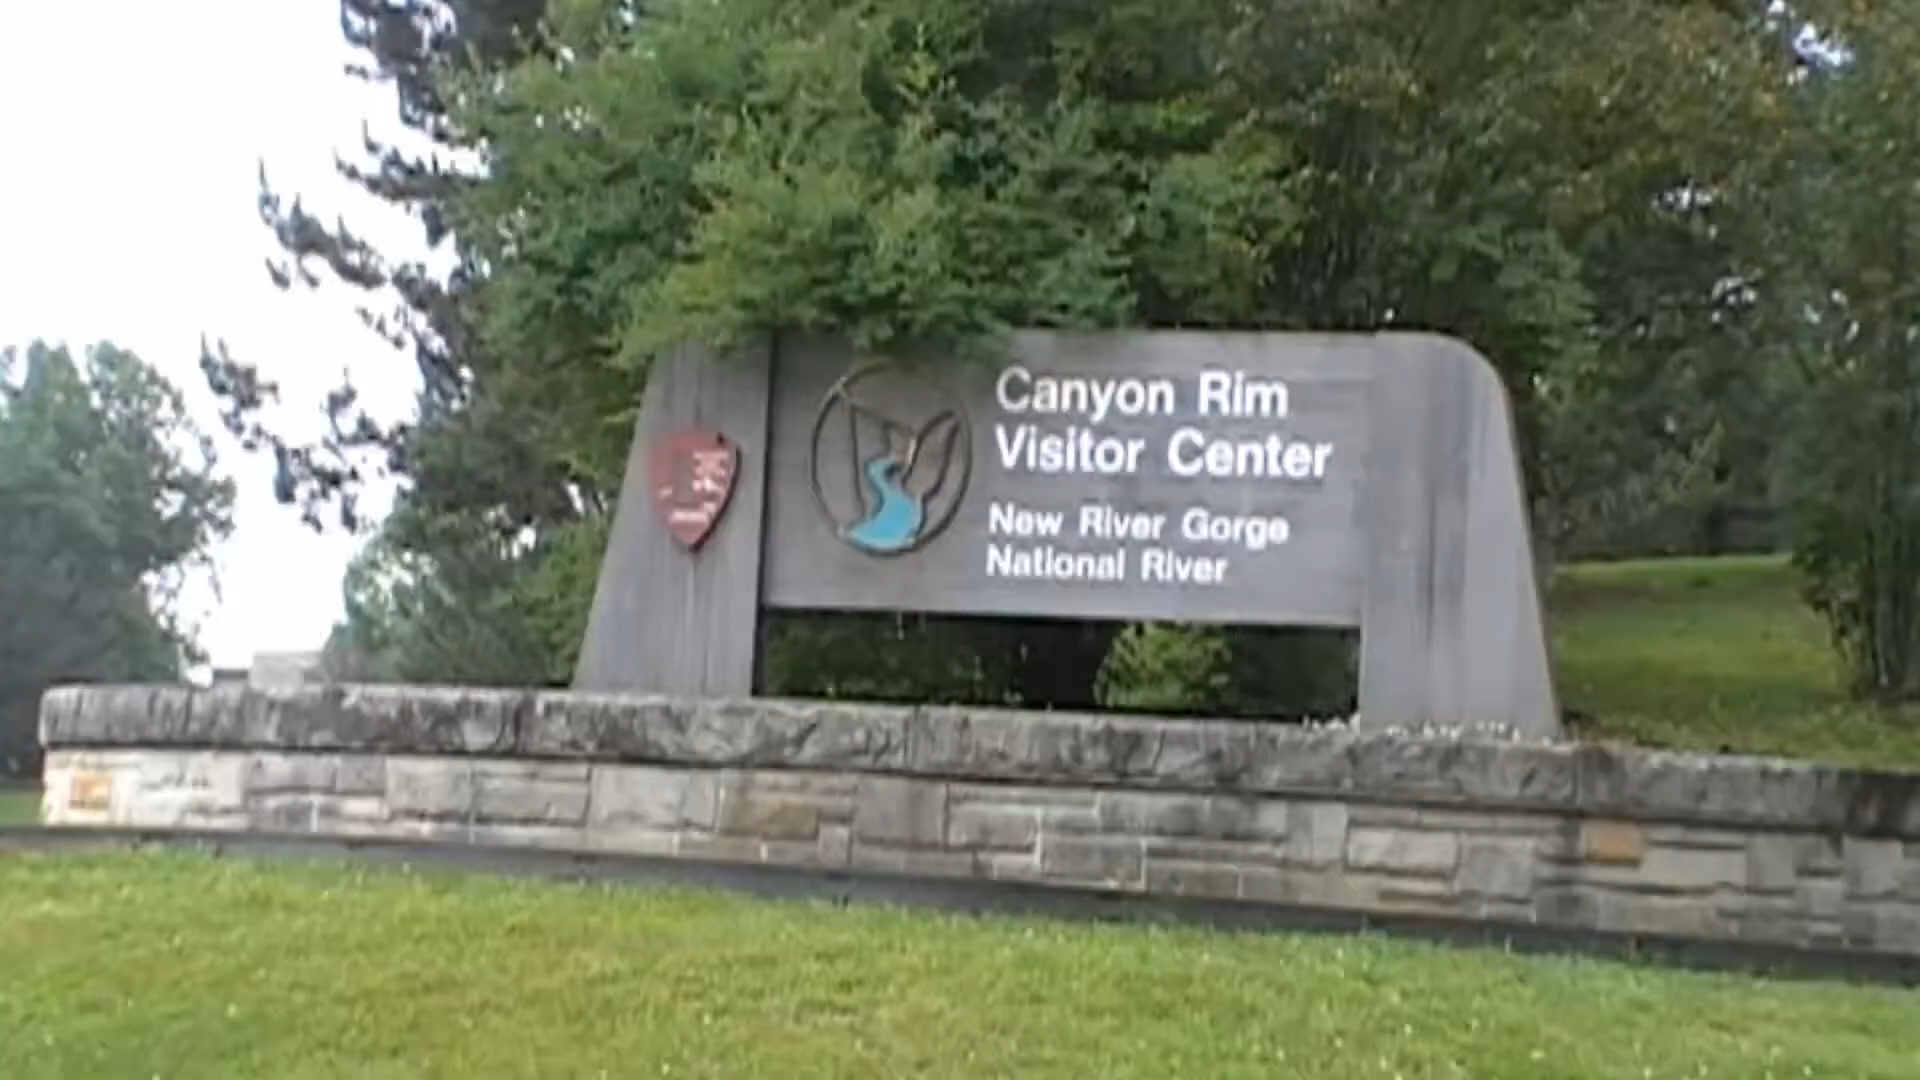 Canyon Rim
Visitor Center
New River Gorge
National River